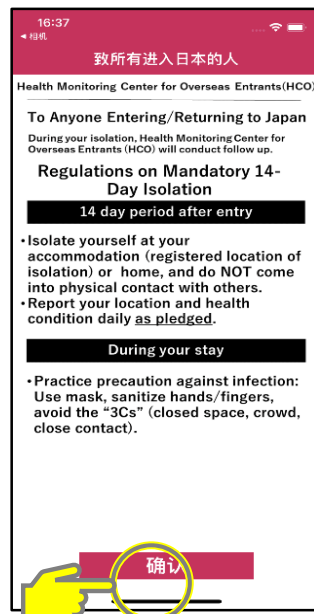 16:37
◀ 相机
致所有进入日本的人
Health Monitoring Center for Overseas Entrants(HCO)
To Anyone Entering/Returning to Japan
During your isolation, Health Monitoring Center for
Overseas Entrants (HCO) will conduct follow up.
Regulations on Mandatory 14-
Day Isolation
14 day period after entry
・Isolate yourself at your
accommodation (registered location of
isolation) or home, and do NOT come
into physical contact with others.
・Report your location and health
condition daily as pledged.
During your stay
・Practice precaution against infection:
Use mask, sanitize hands/fingers,
avoid the “3Cs” (closed space, crowd,
close contact).
确认